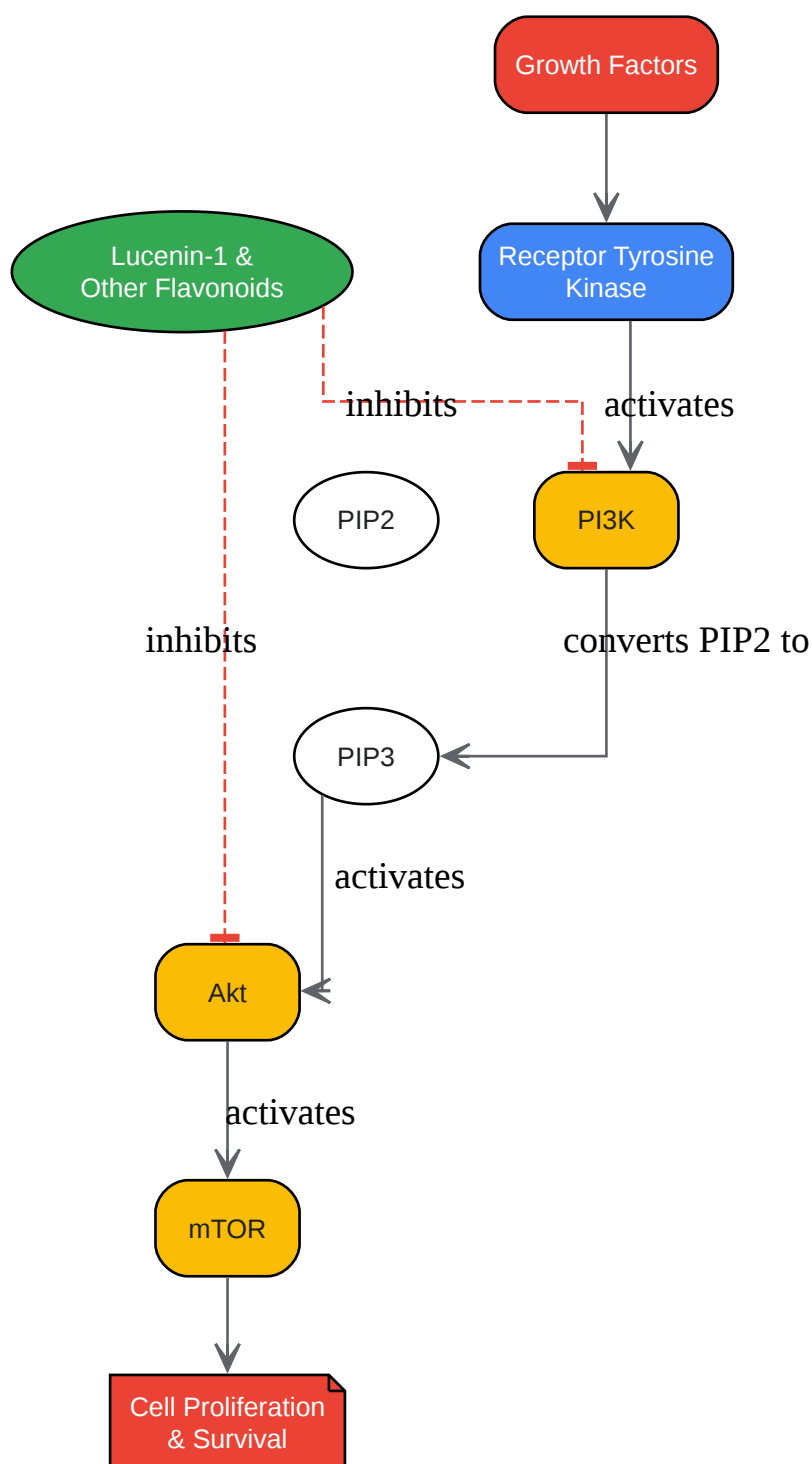 Growth Factors
Lucenin-1 &
Other Flavonoids
Receptor Tyrosine
Kinase
inhibits
activates
PIP2
PI3K
inhibits
converts PIP2 to
PIP3
activates
Akt
activates
mTOR
Cell Proliferation
& Survival